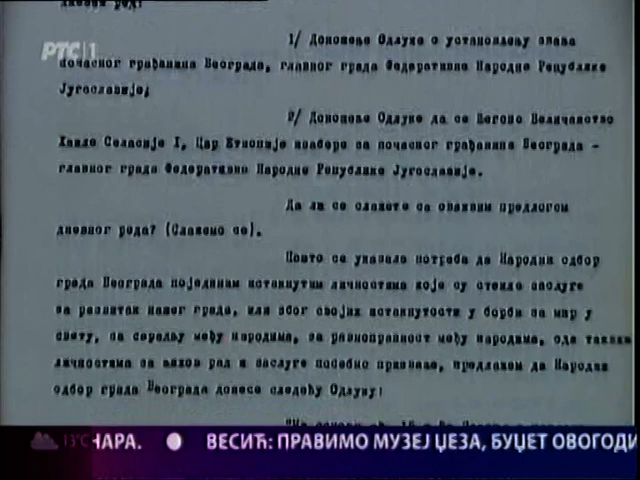 дневни ред:
РТС|1
1/ Доношење Одлуке о установљењу звања
почасног грађанина Београда, главног града Федеративне Народне Републике
Југославије;
2/ Доношење Одлуке да се Његово Величанство
Хаиле Селасије I, Цар Етиопије изабере за почасног грађанина Београда -
главног града Федеративне Народне Републике Југославије.
Да ли се слажете са оваквим предлогом
дневног реда? (Слажемо се).
Пошто се указала потреба да Народни одбор
града Београда појединим истакнутим личностима које су стекле заслуге
за развитак нашег града, или због својих истакнутости у борби за мир у
свету, за сарадњу међу народима, за равноправност међу народима, ода таквим
личностима за њихов рад и заслуге посебно признање, предлажем да Народни
одбор града Београда донесе следећу Одлуку:
13°C НАРА. ВЕСИЋ: ПРАВИМО МУЗЕЈ ЏЕЗА, БУЏЕТ ОВОГОДИ